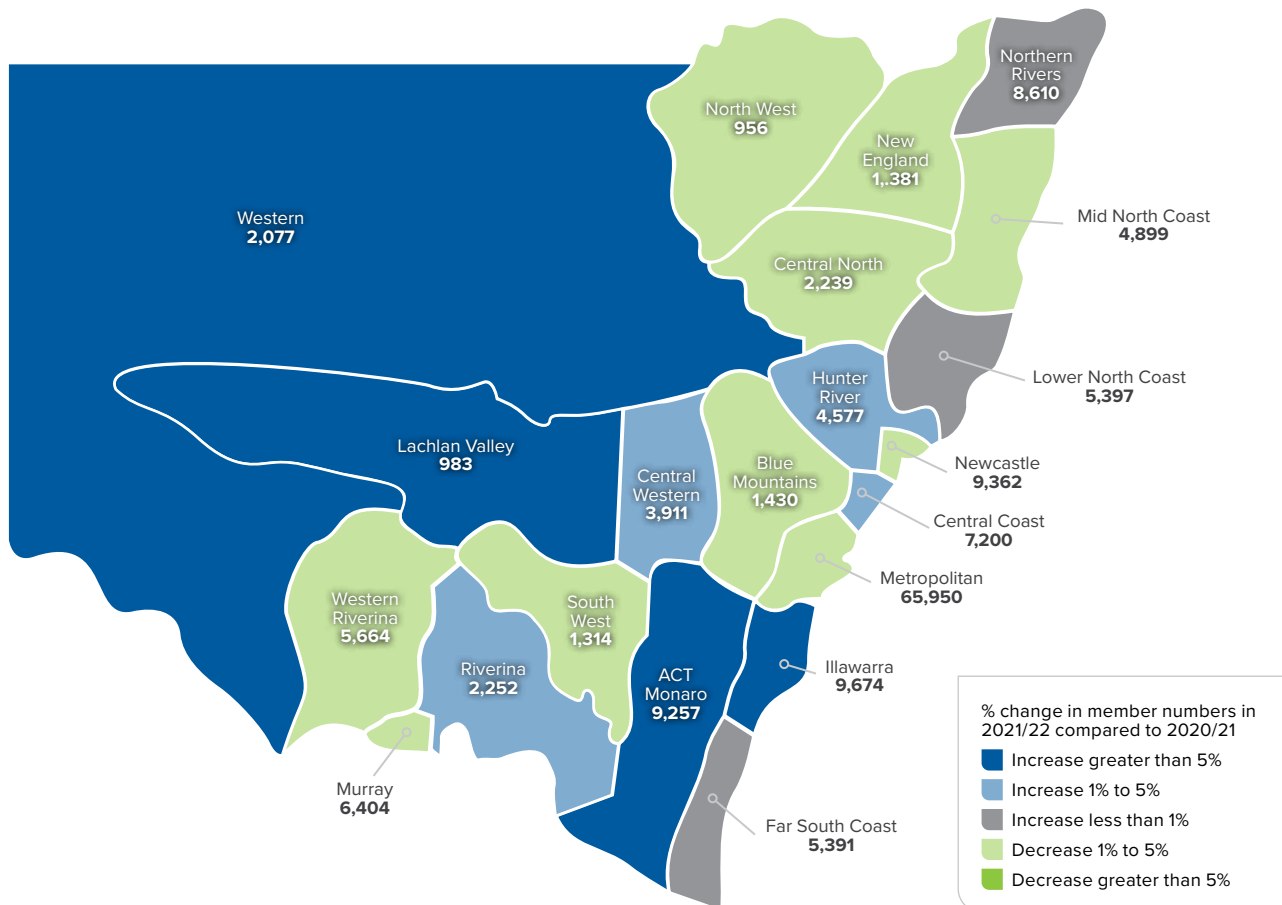 Northern
Rivers
8,610
North West
956
New
England
1,.381
Western
2,077
Mid North Coast
4,899
Central North
2,239
Lower North Coast
5,397
Hunter
River
4,577
Lachlan Valley
983
Newcastle
9,362
Blue
Mountains
1,430
Central
Western
3,911
Central Coast
7,200
Metropolitan
65,950
Western
Riverina
5,664
South
West
1,314
Riverina
2,252
ACT
Monaro
9,257
Illawarra
9,674
Murray
6,404
Far South Coast
5,391
% change in member numbers in
2021/22 compared to 2020/21
Increase greater than 5%
Increase 1% to 5%
Increase less than 1%
Decrease 1% to 5%
Decrease greater than 5%